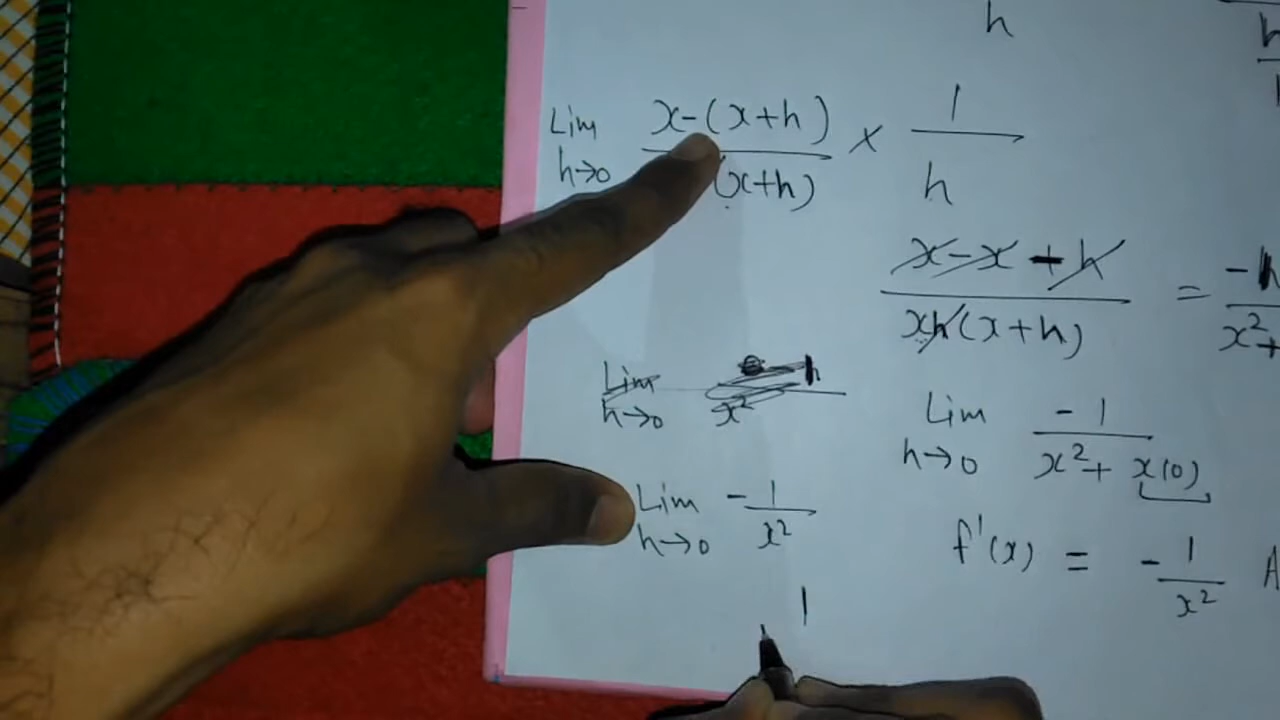 h
h
Lim h→0 x-(x+h) / (x+h) × 1 / h
x-x+h / xh(x+h) = -h / x²+
Lim h→0 x² h
Lim h→0 -1 / x²+ x(0)
Lim h→0 -1 / x²
f'(x) = -1 / x² A
1